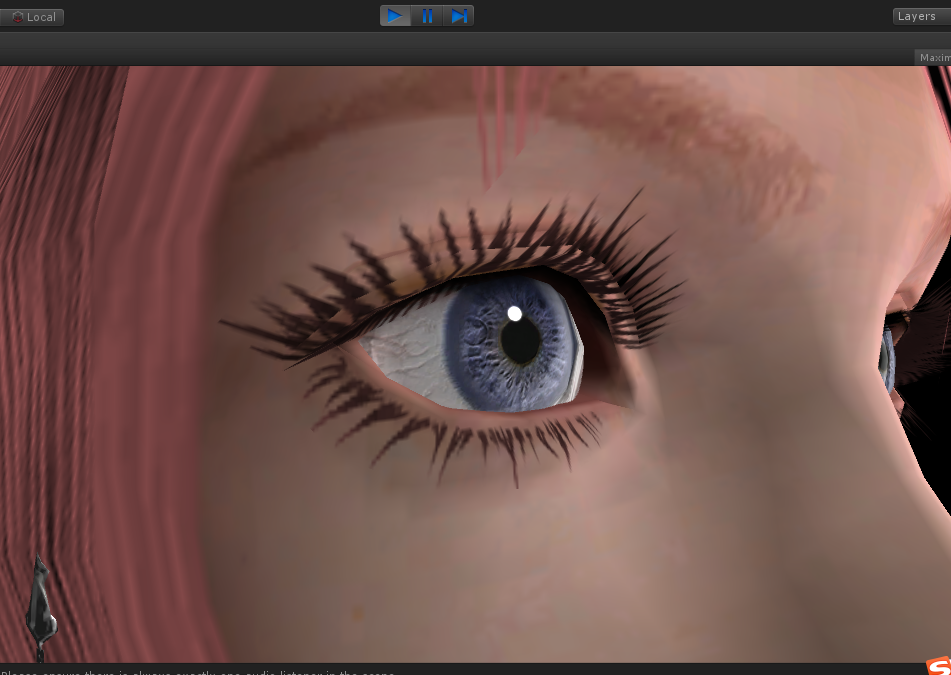 Local
Layers
Maxim
Please ensure there is always exactly one audio listener in the scene.